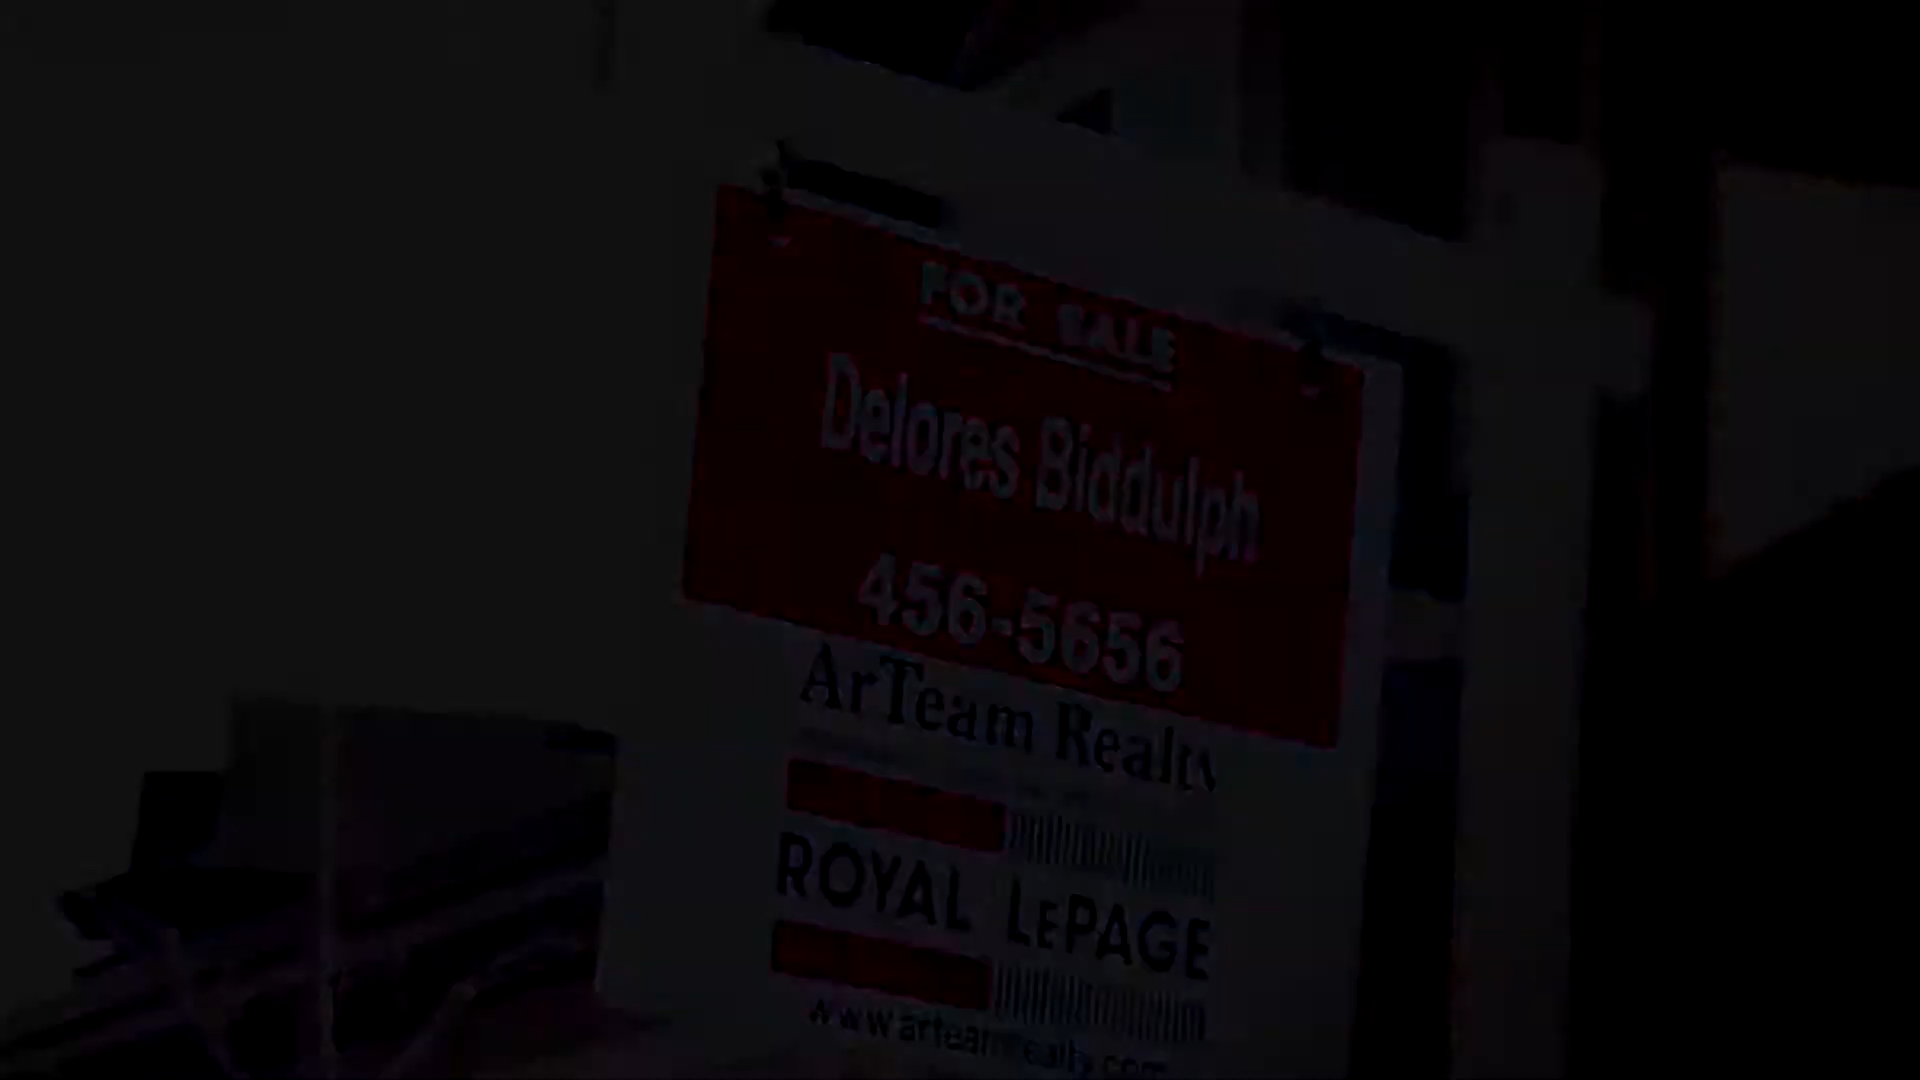 FOR SALE
Delores Biddulph
456-5656
ArTeam Realty
ROYAL LEPAGE
www.arteamrealty.com